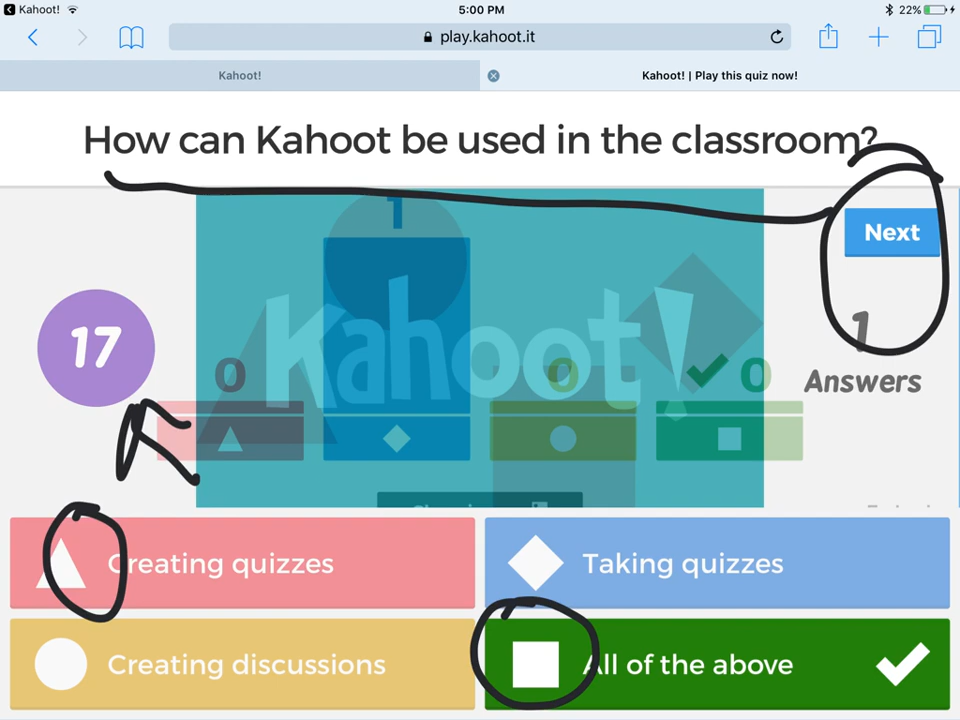 Kahoot! 5:00 PM 22%
play.kahoot.it
Kahoot! Kahoot! | Play this quiz now!
How can Kahoot be used in the classroom?
1
Next
17
Kahoot!
1
0 0 0
Answers
Creating quizzes
Taking quizzes
Creating discussions
All of the above